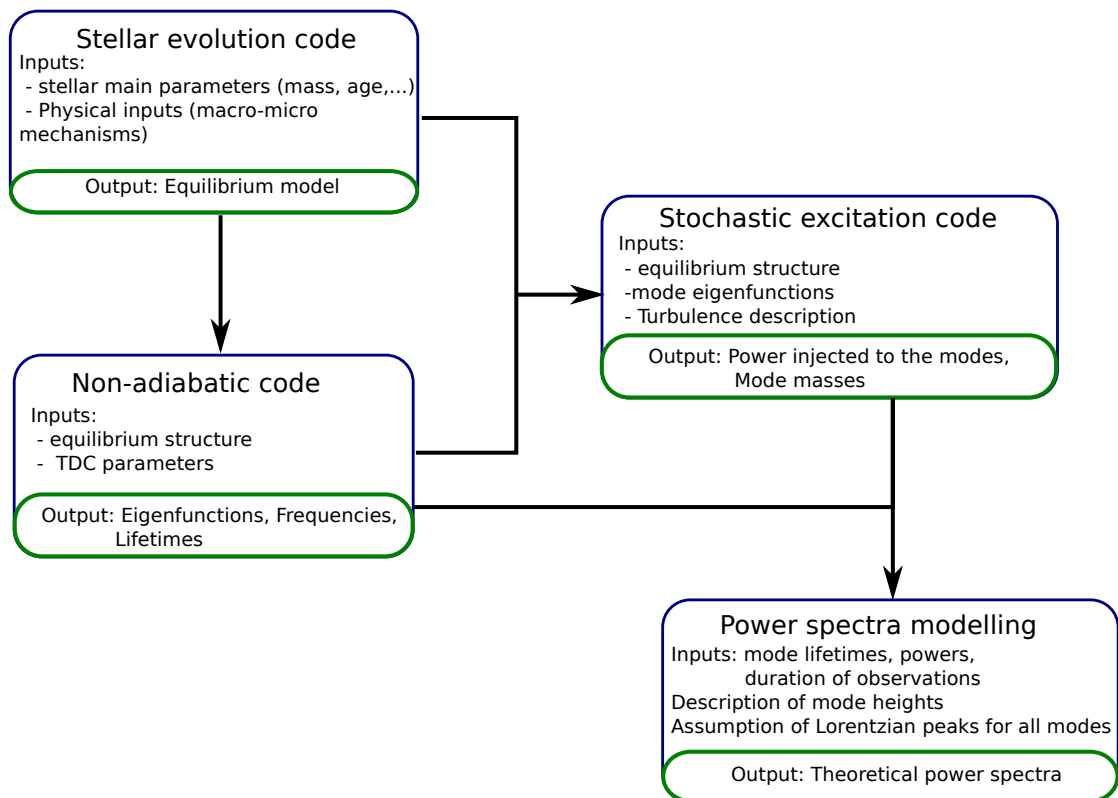 Stellar evolution code
Inputs:
- stellar main parameters (mass, age,...)
- Physical inputs (macro-micro
mechanisms)
Output: Equilibrium model
Stochastic excitation code
Inputs:
- equilibrium structure
-mode eigenfunctions
- Turbulence description
Output: Power injected to the modes,
Mode masses
Non-adiabatic code
Inputs:
- equilibrium structure
- TDC parameters
Output: Eigenfunctions, Frequencies,
Lifetimes
Power spectra modelling
Inputs: mode lifetimes, powers,
duration of observations
Description of mode heights
Assumption of Lorentzian peaks for all modes
Output: Theoretical power spectra